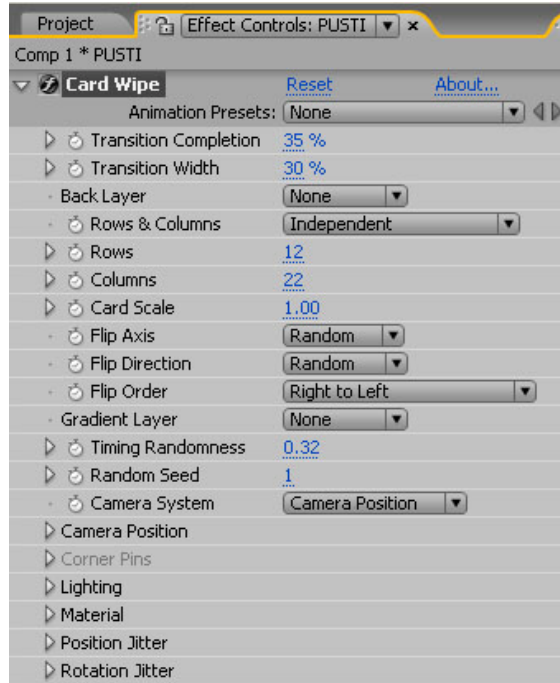 Project Effect Controls: PUSTI
Comp 1 * PUSTI
Card Wipe Reset About...
Animation Presets: None
Transition Completion 35 %
Transition Width 30 %
Back Layer None
Rows & Columns Independent
Rows 12
Columns 22
Card Scale 1.00
Flip Axis Random
Flip Direction Random
Flip Order Right to Left
Gradient Layer None
Timing Randomness 0.32
Random Seed 1
Camera System Camera Position
Camera Position
Corner Pins
Lighting
Material
Position Jitter
Rotation Jitter